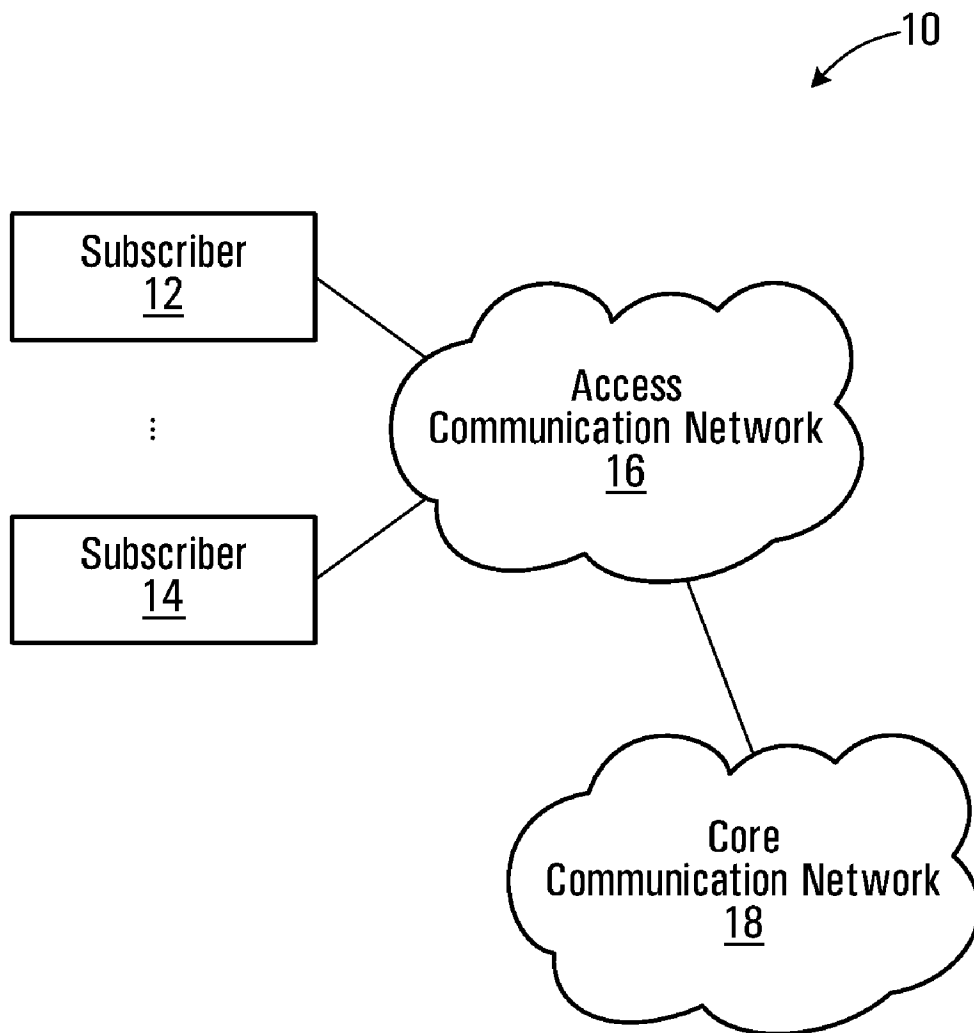 10
Subscriber
12
Access
Communication Network
16
...
Subscriber
14
Core
Communication Network
18